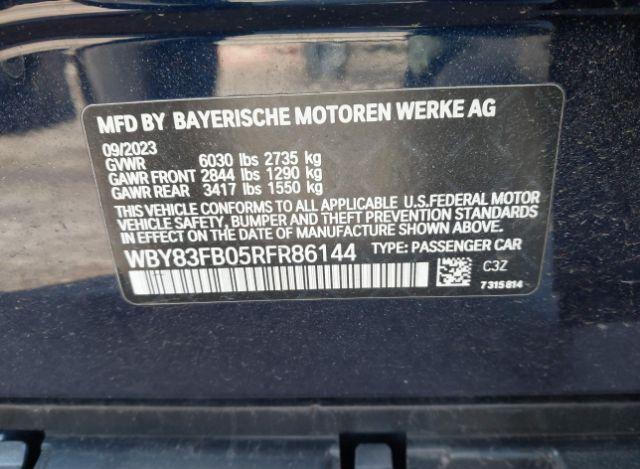 MFD BY BAYERISCHE MOTOREN WERKE AG
09/2023
GVWR 6030 lbs 2735 kg
GAWR FRONT 2844 lbs 1290 kg
GAWR REAR 3417 lbs 1550 kg
THIS VEHICLE CONFORMS TO ALL APPLICABLE U.S.FEDERAL MOTOR
VEHICLE SAFETY, BUMPER AND THEFT PREVENTION STANDARDS
IN EFFECT ON THE DATE OF MANUFACTURE SHOWN ABOVE.
WBY83FB05RFR86144 TYPE: PASSENGER CAR
C3Z
7315814